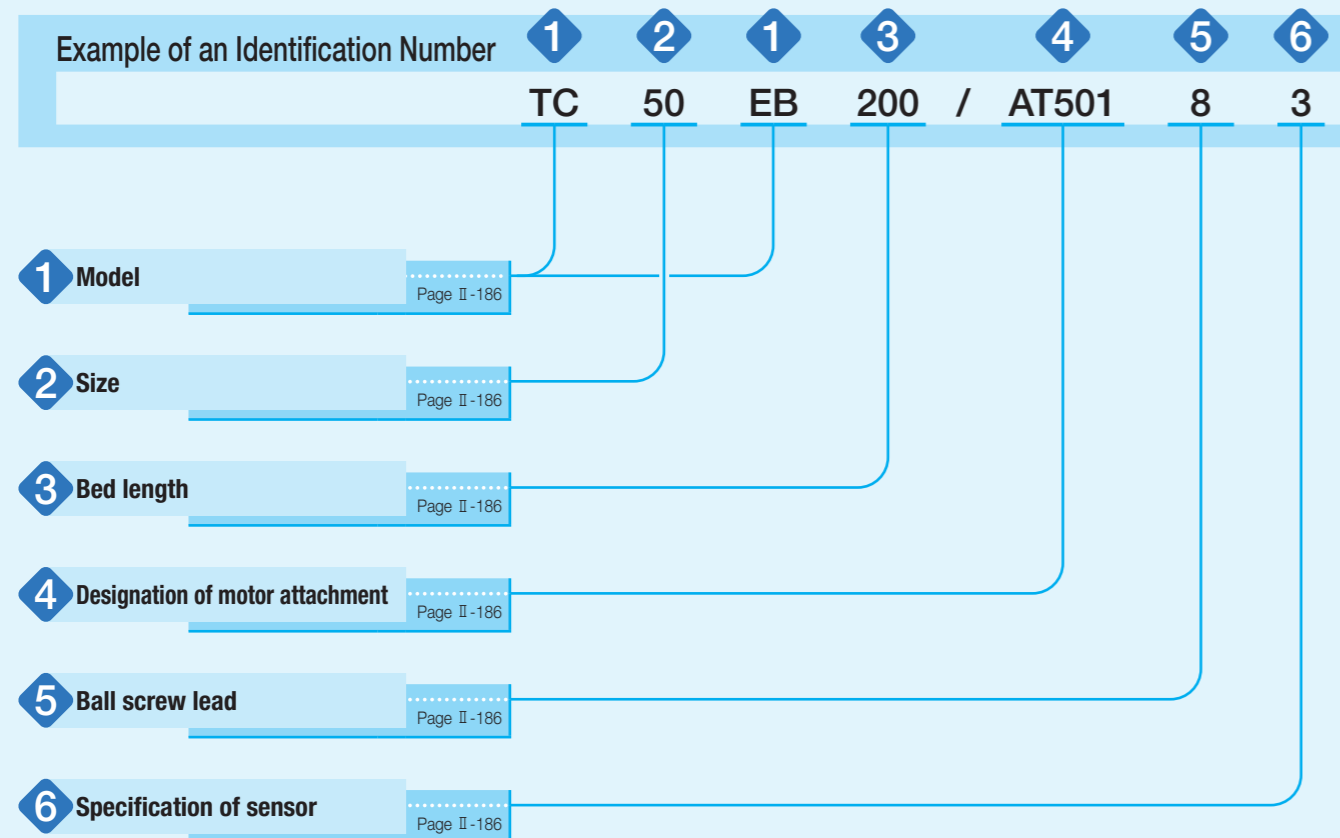 Example of an Identification Number
1 2 1 3 4 5 6
TC 50 EB 200 / AT501 8 3
1 Model
Page Ⅱ-186
2 Size
Page Ⅱ-186
3 Bed length
Page Ⅱ-186
4 Designation of motor attachment
Page Ⅱ-186
5 Ball screw lead
Page Ⅱ-186
6 Specification of sensor
Page Ⅱ-186